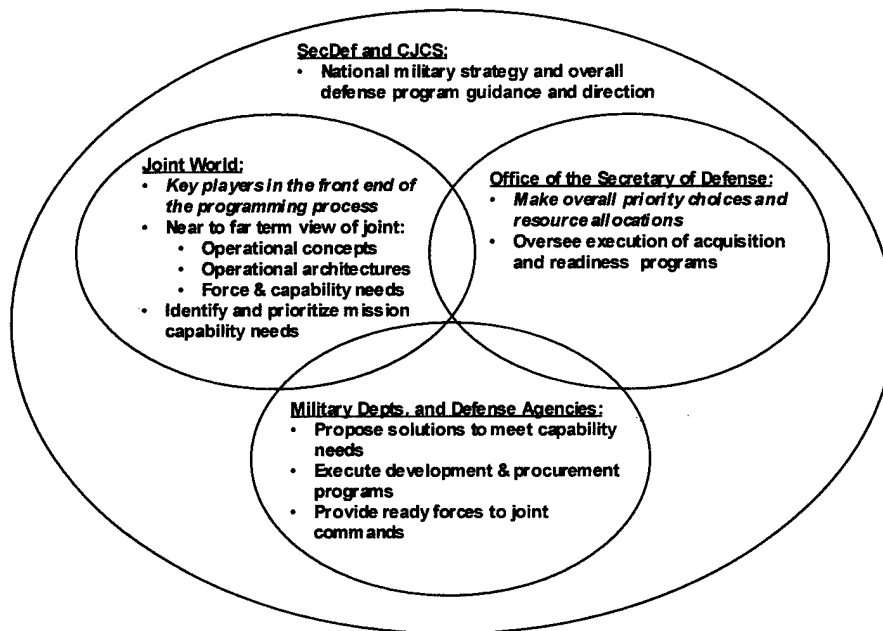 SecDef and CJCS:
• National military strategy and overall
defense program guidance and direction
Joint World:
• Key players in the front end of
the programming process
• Near to far term view of joint:
• Operational concepts
• Operational architectures
• Force & capability needs
• Identify and prioritize mission
capability needs
Office of the Secretary of Defense:
• Make overall priority choices and
resource allocations
• Oversee execution of acquisition
and readiness programs
Military Depts. and Defense Agencies:
• Propose solutions to meet capability
needs
• Execute development & procurement
programs
• Provide ready forces to joint
commands